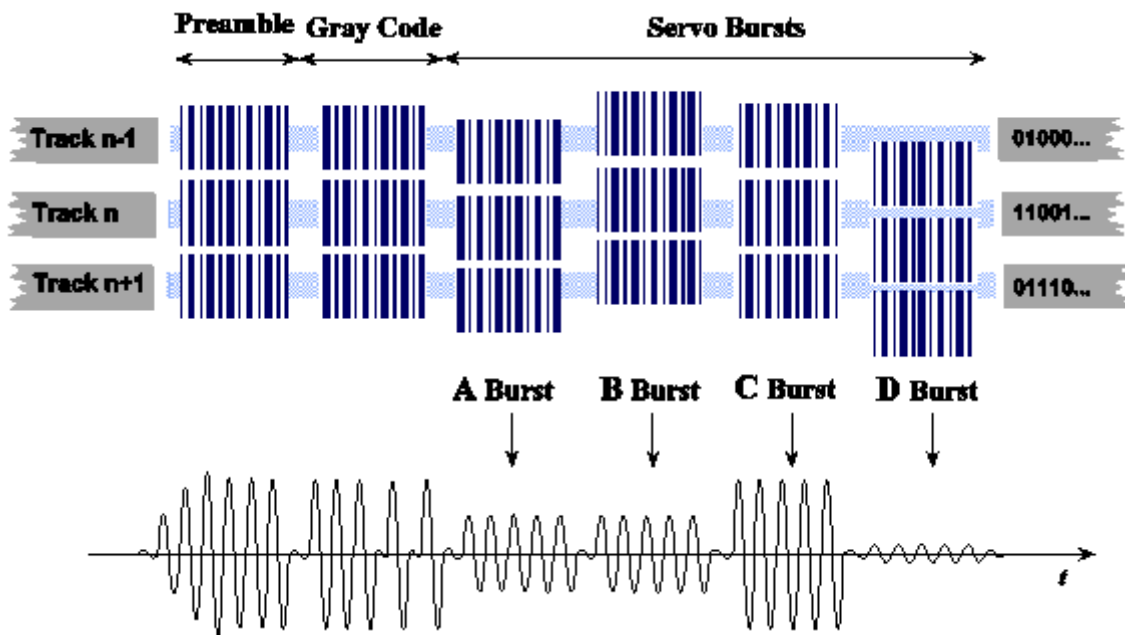 Preamble Gray Code Servo Bursts
Track n-1 01000...
Track n 11001...
Track n+1 01110...
A Burst B Burst C Burst D Burst
t